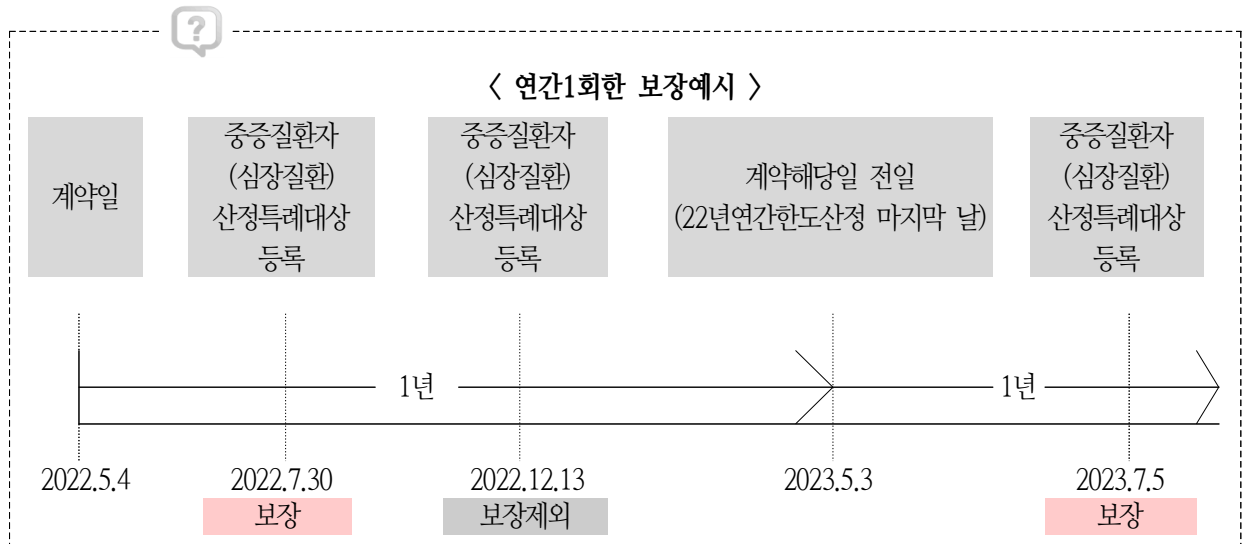 ?
〈 연간1회한 보장예시 〉
계약일
중증질환자
(심장질환)
산정특례대상
등록
중증질환자
(심장질환)
산정특례대상
등록
계약해당일 전일
(22년연간한도산정 마지막 날)
중증질환자
(심장질환)
산정특례대상
등록
1년
1년
2022.5.4
2022.7.30
보장
2022.12.13
보장제외
2023.5.3
2023.7.5
보장